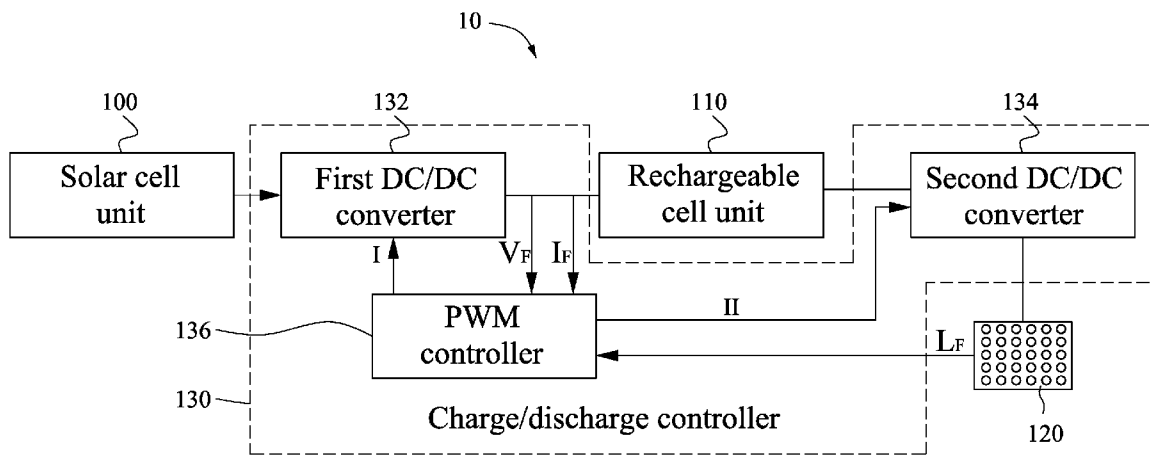 10
100
132
110
134
Solar cell
unit
First DC/DC
converter
Rechargeable
cell unit
Second DC/DC
converter
I
VF
IF
136
PWM
controller
II
LF
130
Charge/discharge controller
120